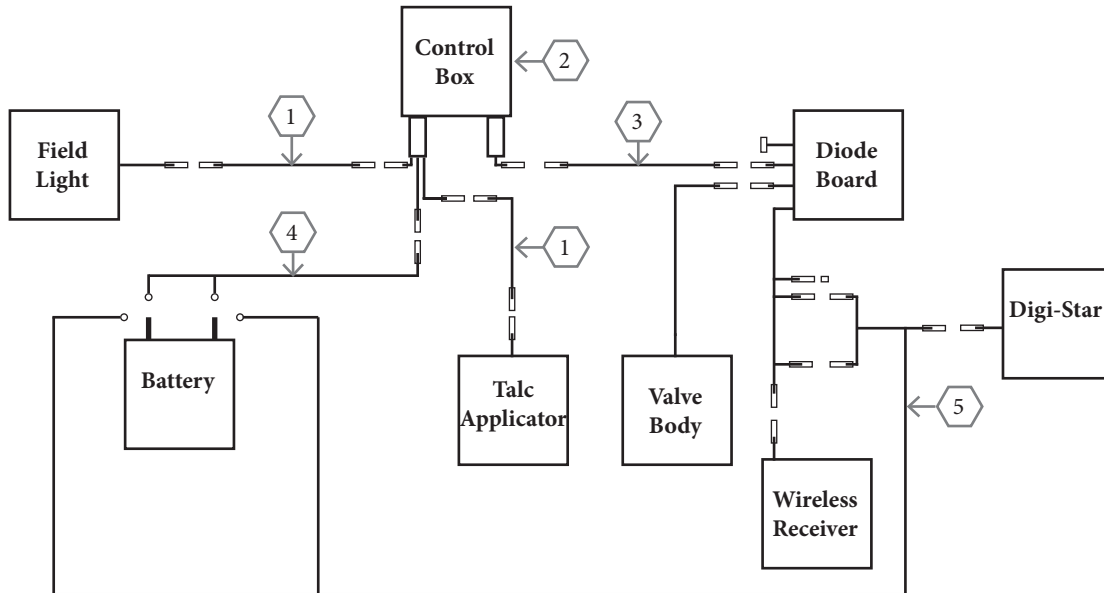 Control
Box
2
1
3
Field
Light
Diode
Board
4
1
Digi-Star
Battery
Talc
Applicator
Valve
Body
5
Wireless
Receiver